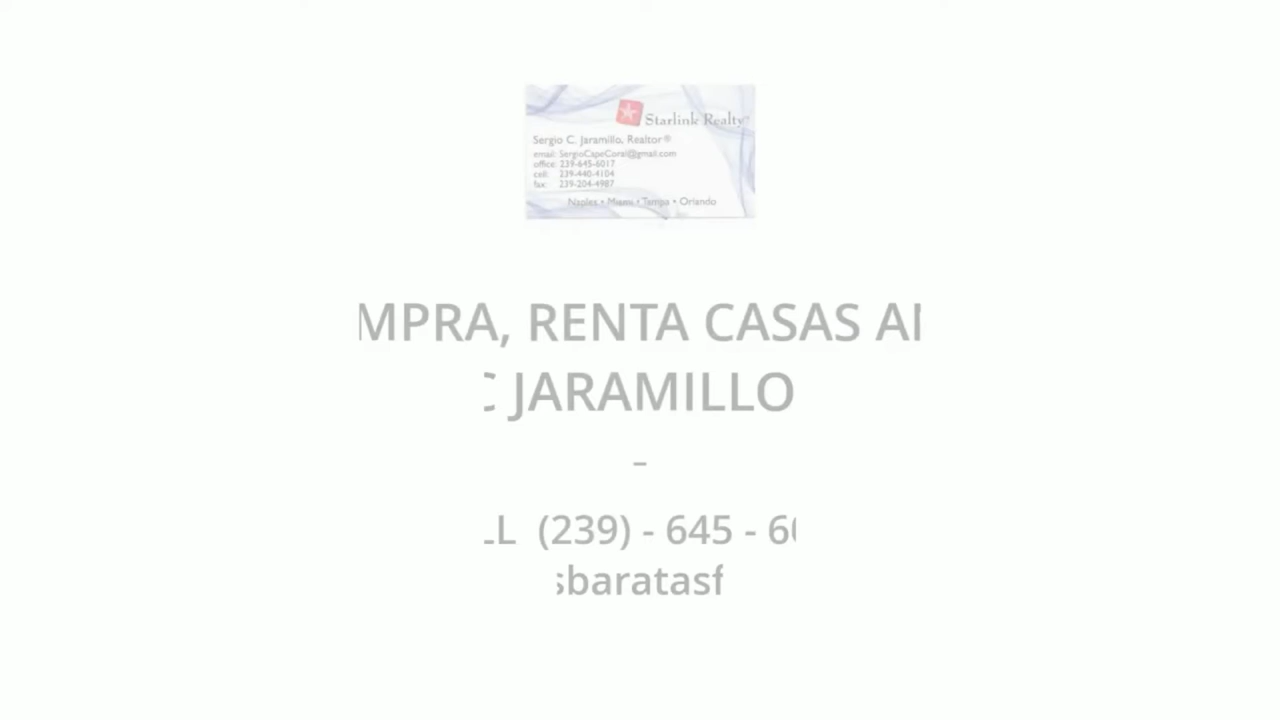 Starlink Realty
Sergio C. Jaramillo, Realtor®
email: SergioCapeCoral@gmail.com
office: 239-645-6017
cell: 239-440-4104
fax: 239-204-4987
Naples • Miami • Tampa • Orlando
MPRA, RENTA CASAS
C JARAMILLO
-
LL (239) - 645 - 6
sbaratasf